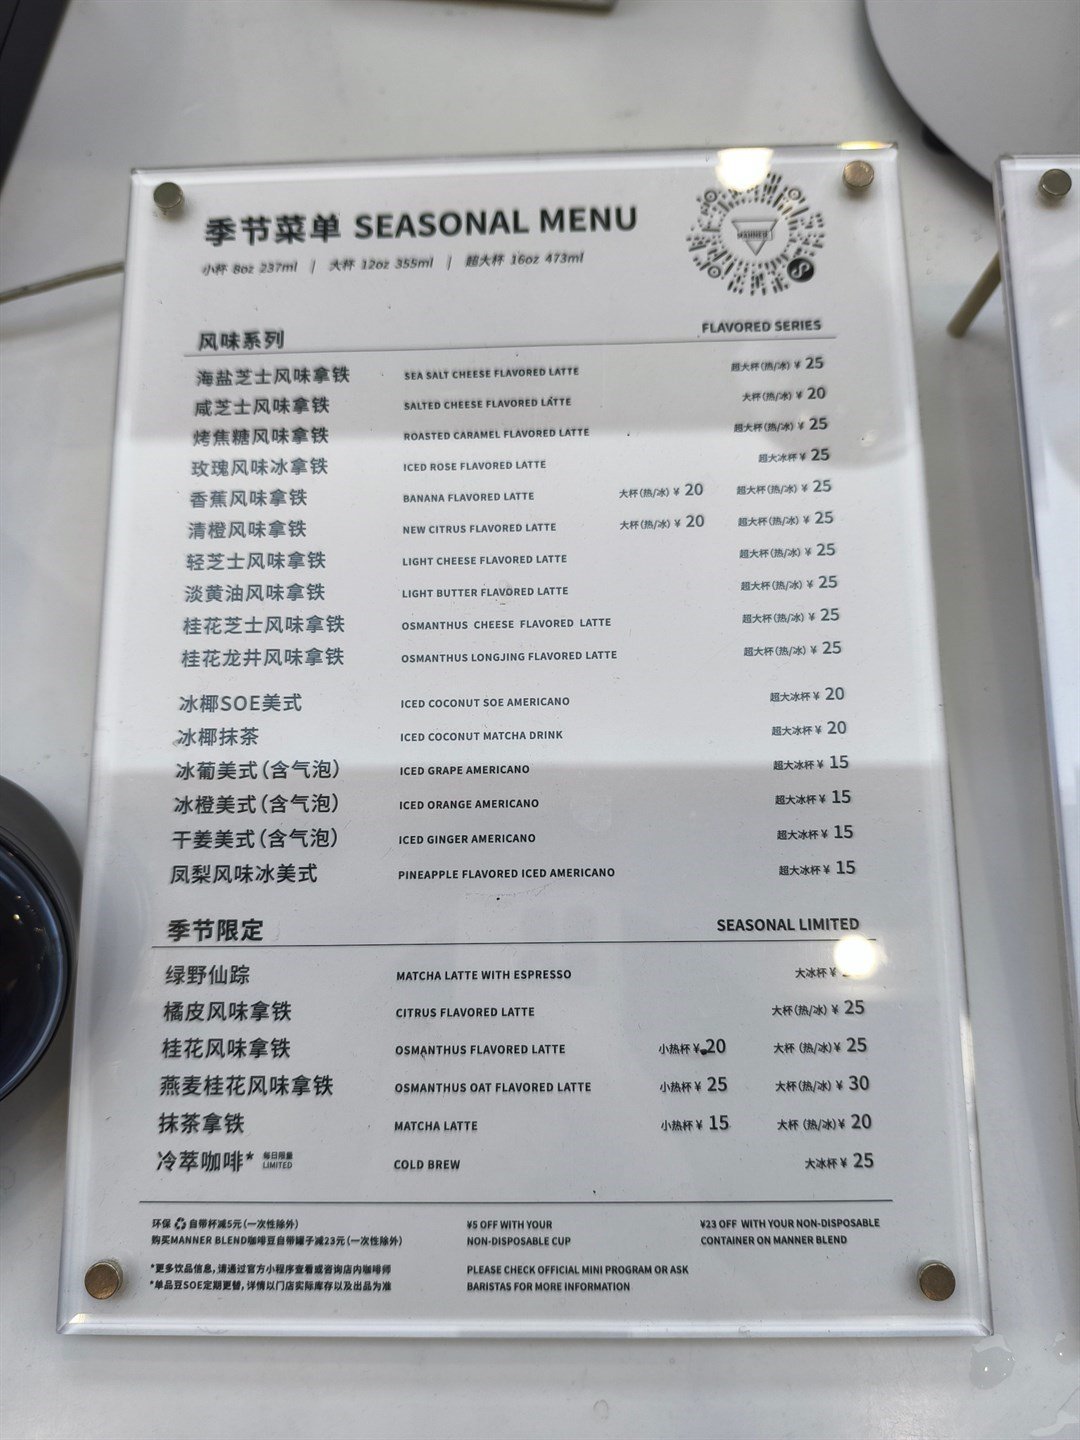 季节菜单 SEASONAL MENU
小杯 8oz 237ml | 大杯 12oz 355ml | 超大杯 16oz 473ml
MANNER
风味系列 FLAVORED SERIES
海盐芝士风味拿铁 SEA SALT CHEESE FLAVORED LATTE 超大杯(热/冰) ¥ 25
咸芝士风味拿铁 SALTED CHEESE FLAVORED LATTE 大杯(热/冰) ¥ 20
烤焦糖风味拿铁 ROASTED CARAMEL FLAVORED LATTE 超大杯(热/冰) ¥ 25
玫瑰风味冰拿铁 ICED ROSE FLAVORED LATTE 超大冰杯 ¥ 25
香蕉风味拿铁 BANANA FLAVORED LATTE 大杯(热/冰) ¥ 20 超大杯(热/冰) ¥ 25
清橙风味拿铁 NEW CITRUS FLAVORED LATTE 大杯(热/冰) ¥ 20 超大杯(热/冰) ¥ 25
轻芝士风味拿铁 LIGHT CHEESE FLAVORED LATTE 超大杯(热/冰) ¥ 25
淡黄油风味拿铁 LIGHT BUTTER FLAVORED LATTE 超大杯(热/冰) ¥ 25
桂花芝士风味拿铁 OSMANTHUS CHEESE FLAVORED LATTE 超大杯(热/冰) ¥ 25
桂花龙井风味拿铁 OSMANTHUS LONGJING FLAVORED LATTE 超大杯(热/冰) ¥ 25
冰椰SOE美式 ICED COCONUT SOE AMERICANO 超大冰杯 ¥ 20
冰椰抹茶 ICED COCONUT MATCHA DRINK 超大冰杯 ¥ 20
冰葡美式(含气泡) ICED GRAPE AMERICANO 超大冰杯 ¥ 15
冰橙美式(含气泡) ICED ORANGE AMERICANO 超大冰杯 ¥ 15
干姜美式(含气泡) ICED GINGER AMERICANO 超大冰杯 ¥ 15
凤梨风味冰美式 PINEAPPLE FLAVORED ICED AMERICANO 超大冰杯 ¥ 15
季节限定 SEASONAL LIMITED
绿野仙踪 MATCHA LATTE WITH ESPRESSO 大冰杯 ¥
橘皮风味拿铁 CITRUS FLAVORED LATTE 大杯(热/冰) ¥ 25
桂花风味拿铁 OSMANTHUS FLAVORED LATTE 小热杯 ¥ 20 大杯 (热/冰) ¥ 25
燕麦桂花风味拿铁 OSMANTHUS OAT FLAVORED LATTE 小热杯 ¥ 25 大杯(热/冰) ¥ 30
抹茶拿铁 MATCHA LATTE 小热杯 ¥ 15 大杯 (热/冰) ¥ 20
冷萃咖啡* 每日限量 LIMITED COLD BREW 大冰杯 ¥ 25
环保 ♻ 自带杯减5元(一次性除外) ¥5 OFF WITH YOUR ¥23 OFF WITH YOUR NON-DISPOSABLE
购买MANNER BLEND咖啡豆自带罐子减23元(一次性除外) NON-DISPOSABLE CUP CONTAINER ON MANNER BLEND
*更多饮品信息,请通过官方小程序查看或咨询店内咖啡师 PLEASE CHECK OFFICIAL MINI PROGRAM OR ASK
*单品豆SOE定期更替,详情以门店实际库存以及出品为准 BARISTAS FOR MORE INFORMATION